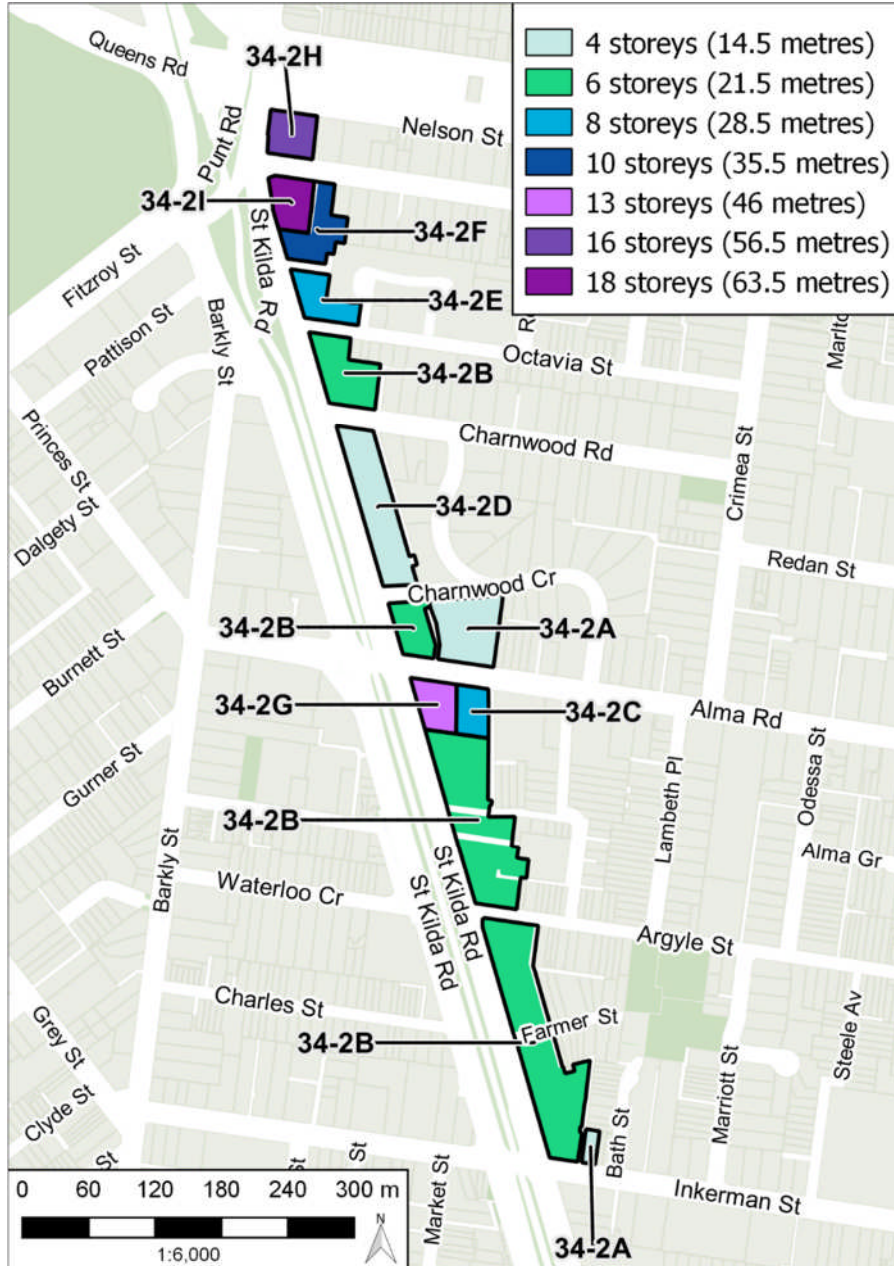 4 storeys (14.5 metres)
6 storeys (21.5 metres)
8 storeys (28.5 metres)
10 storeys (35.5 metres)
13 storeys (46 metres)
16 storeys (56.5 metres)
18 storeys (63.5 metres)
Queens Rd
34-2H
Nelson St
Punt Rd
34-2I
34-2F
St Kilda Rd
Fitzroy St
34-2E
Pattison St
Barkly St
Octavia St
34-2B
Princes St
Charnwood Rd
Crimea St
Dalgety St
34-2D
Redan St
Charnwood Cr
34-2B
34-2A
Burnett St
34-2G
34-2C
Alma Rd
Gurner St
Lambeth Pl
Odessa St
34-2B
Barkly St
Alma Gr
Waterloo Cr
St Kilda Rd
St Kilda Rd
Argyle St
Charles St
Farmer St
Steele Av
34-2B
Grey St
Marriott St
Clyde St
Bath St
St
St
Market St
Inkerman St
34-2A
0 60 120 180 240 300 m
1:6,000
N